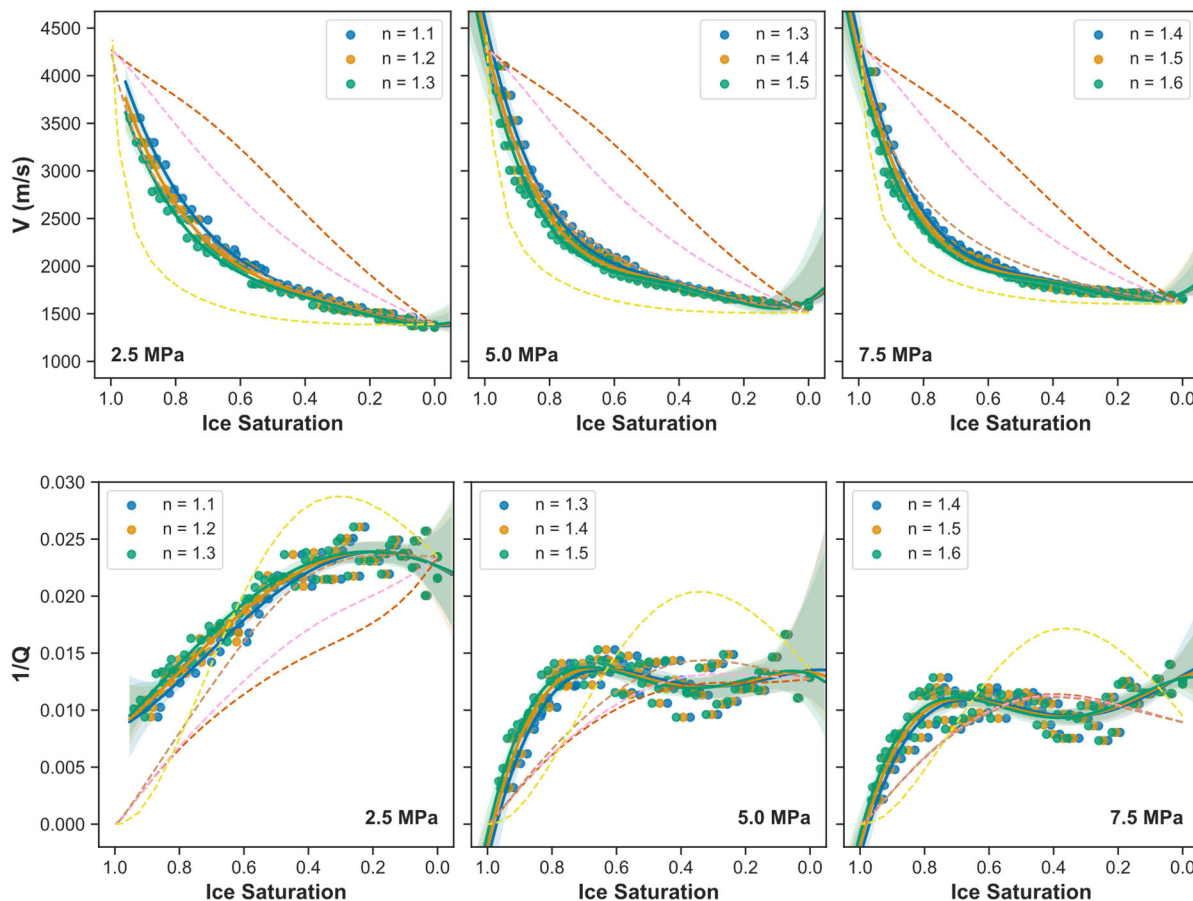 4500
4000
3500
3000
2500
2000
1500
1000
V (m/s)
n = 1.1
n = 1.2
n = 1.3
2.5 MPa
1.0 0.8 0.6 0.4 0.2 0.0
Ice Saturation
n = 1.3
n = 1.4
n = 1.5
5.0 MPa
1.0 0.8 0.6 0.4 0.2 0.0
Ice Saturation
n = 1.4
n = 1.5
n = 1.6
7.5 MPa
1.0 0.8 0.6 0.4 0.2 0.0
Ice Saturation
0.030
0.025
0.020
0.015
0.010
0.005
0.000
1/Q
n = 1.1
n = 1.2
n = 1.3
2.5 MPa
1.0 0.8 0.6 0.4 0.2 0.0
Ice Saturation
n = 1.3
n = 1.4
n = 1.5
5.0 MPa
1.0 0.8 0.6 0.4 0.2 0.0
Ice Saturation
n = 1.4
n = 1.5
n = 1.6
7.5 MPa
1.0 0.8 0.6 0.4 0.2 0.0
Ice Saturation